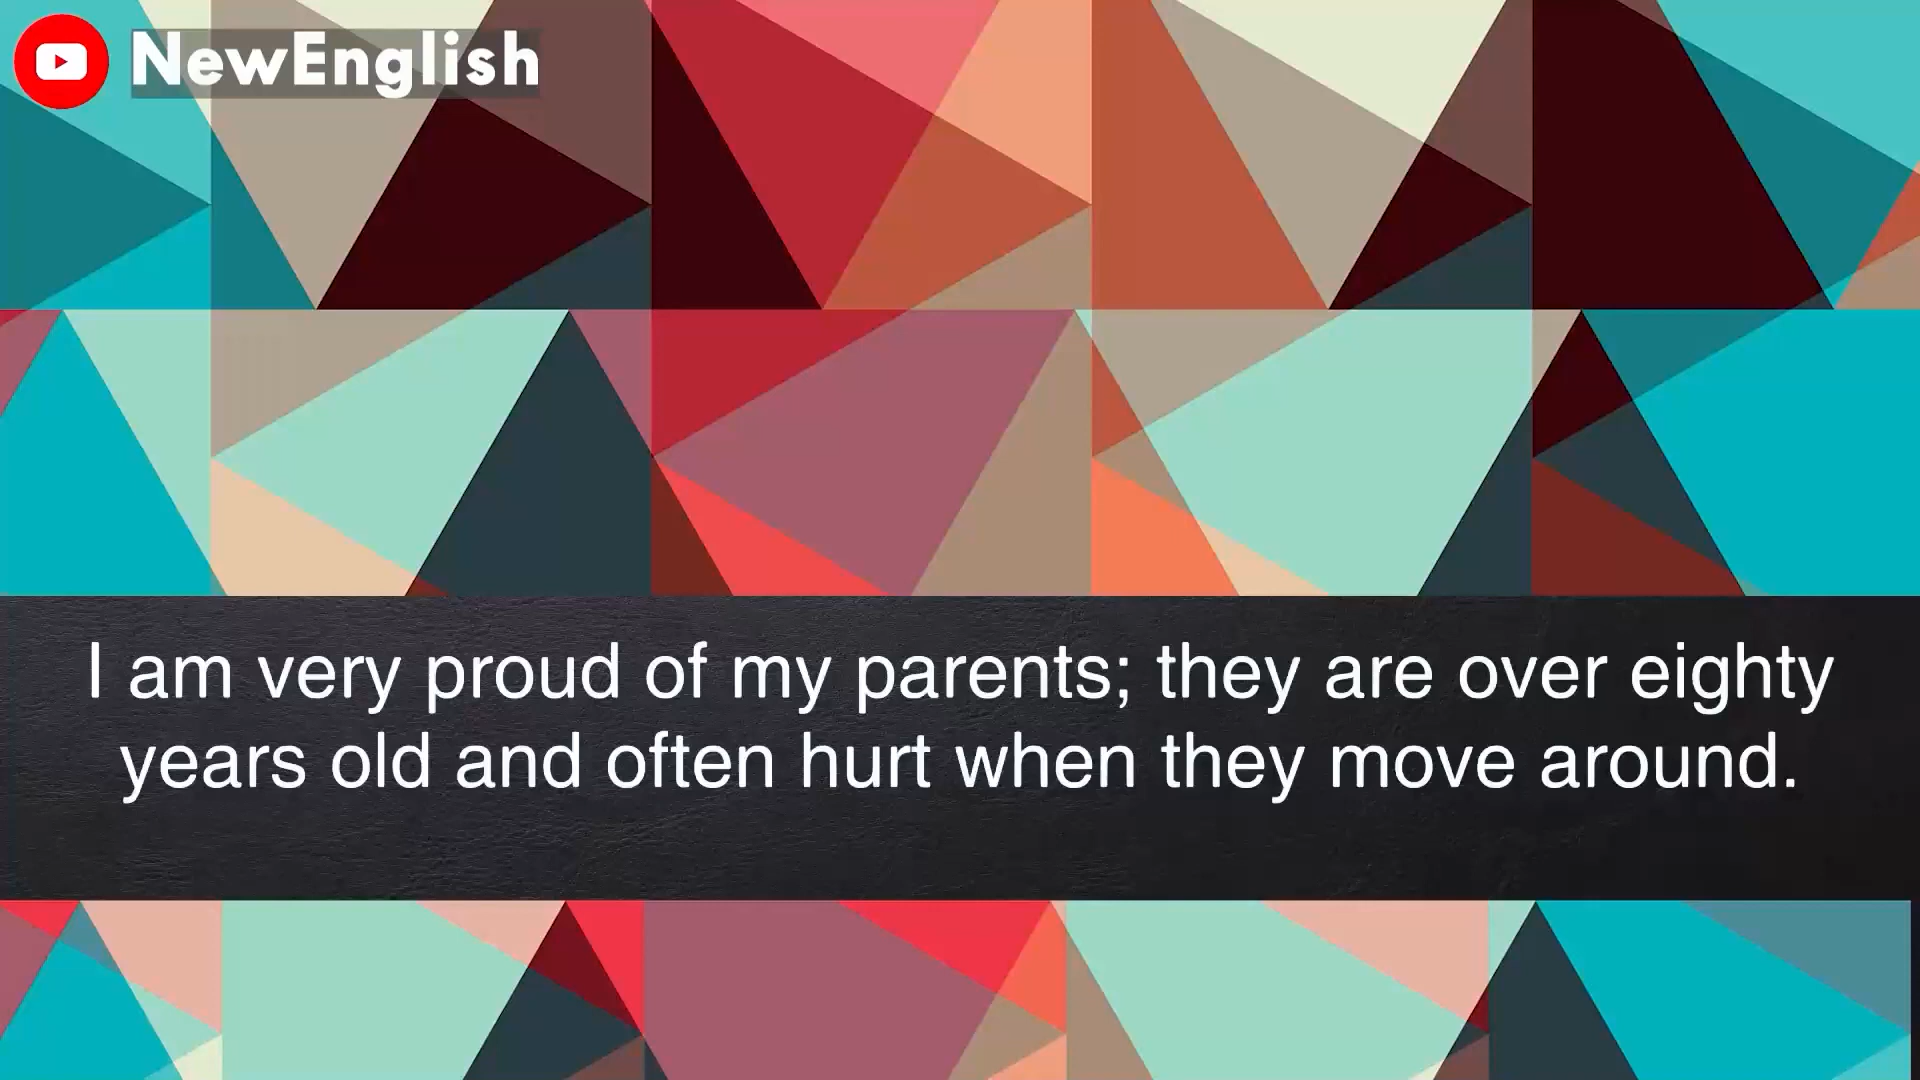 NewEnglish
I am very proud of my parents; they are over eighty
years old and often hurt when they move around.